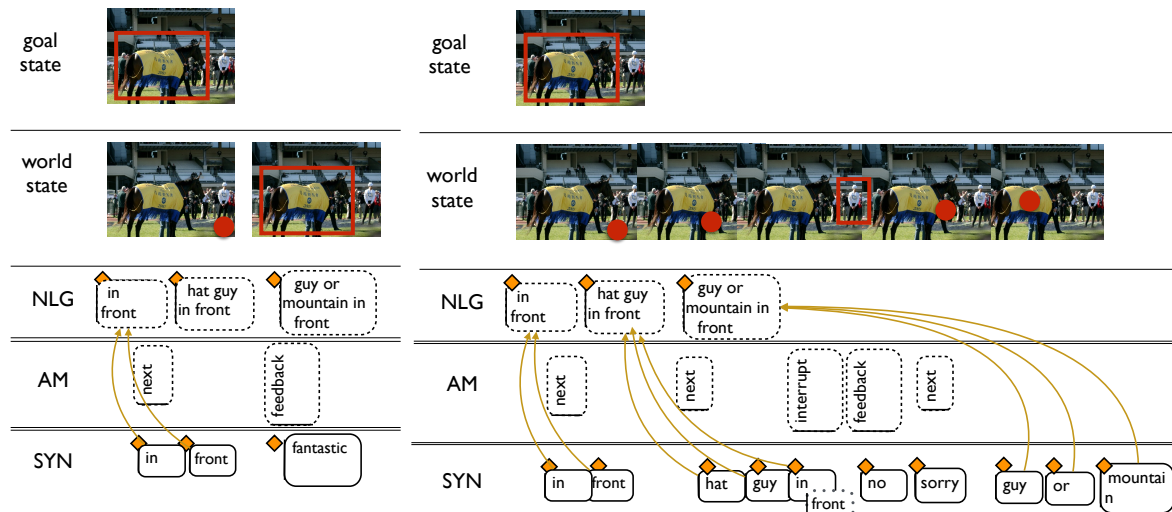 goal
state
world
state
NLG
in
front
hat guy
in front
guy or
mountain in
front
AM
next
feedback
SYN
in
front
fantastic
goal
state
world
state
NLG
in
front
hat guy
in front
guy or
mountain in
front
AM
next
next
interrupt
feedback
next
SYN
in
front
hat
guy
in
front
no
sorry
guy
or
mountai
n